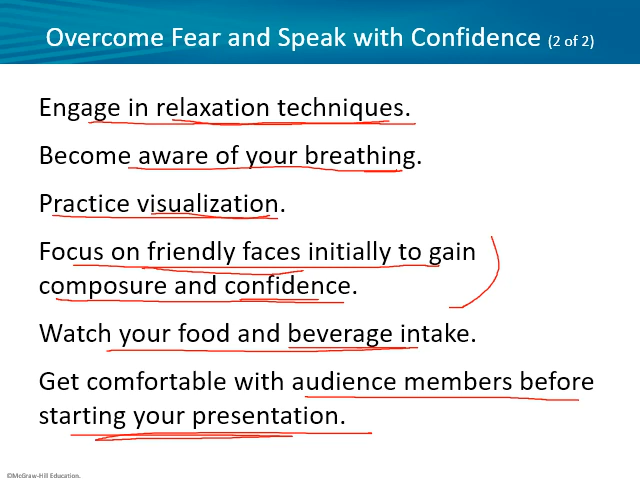 Overcome Fear and Speak with Confidence (2 of 2)
Engage in relaxation techniques.
Become aware of your breathing.
Practice visualization.
Focus on friendly faces initially to gain
composure and confidence.
Watch your food and beverage intake.
Get comfortable with audience members before
starting your presentation.
©McGraw-Hill Education.